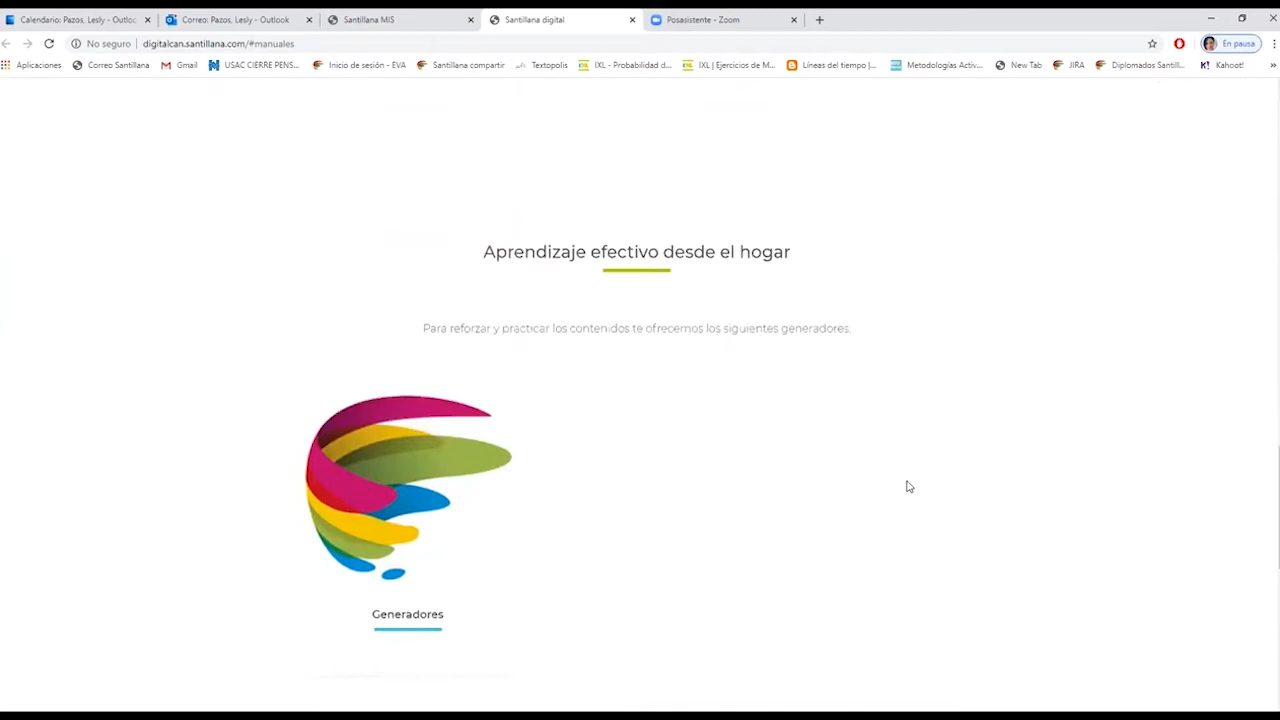 Calendario: Pazos, Lesly - Outloo
Correo: Pazos, Lesly - Outlook
Santillana MIS
Santillana digital
Posasistente - Zoom
No seguro
digitalcan.santillana.com/#manuales
En pausa
Aplicaciones
Correo Santillana
Gmail
USAC CIERRE PENS...
Inicio de sesión - EVA
Santillana compartir
Textopolis
IXL - Probabilidad d...
IXL | Ejercicios de M...
Líneas del tiempo |...
Metodologías Activ...
New Tab
JIRA
Diplomados Santill...
Kahoot!
Aprendizaje efectivo desde el hogar
Para reforzar y practicar los contenidos te ofrecemos los siguientes generadores:
Generadores